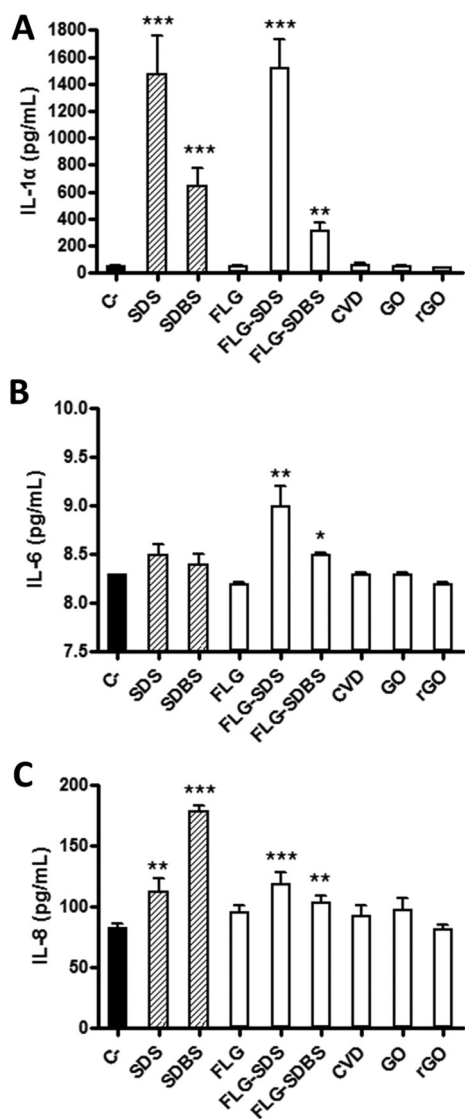 A
IL-1α (pg/mL)
1800
1600
1400
1200
1000
800
600
400
200
0
***
***
***
**
C-
SDS
SDBS
FLG
FLG-SDS
FLG-SDBS
CVD
GO
rGO
B
IL-6 (pg/mL)
10.0
9.5
9.0
8.5
8.0
7.5
**
*
C-
SDS
SDBS
FLG
FLG-SDS
FLG-SDBS
CVD
GO
rGO
C
IL-8 (pg/mL)
200
150
100
50
0
**
***
***
**
C-
SDS
SDBS
FLG
FLG-SDS
FLG-SDBS
CVD
GO
rGO